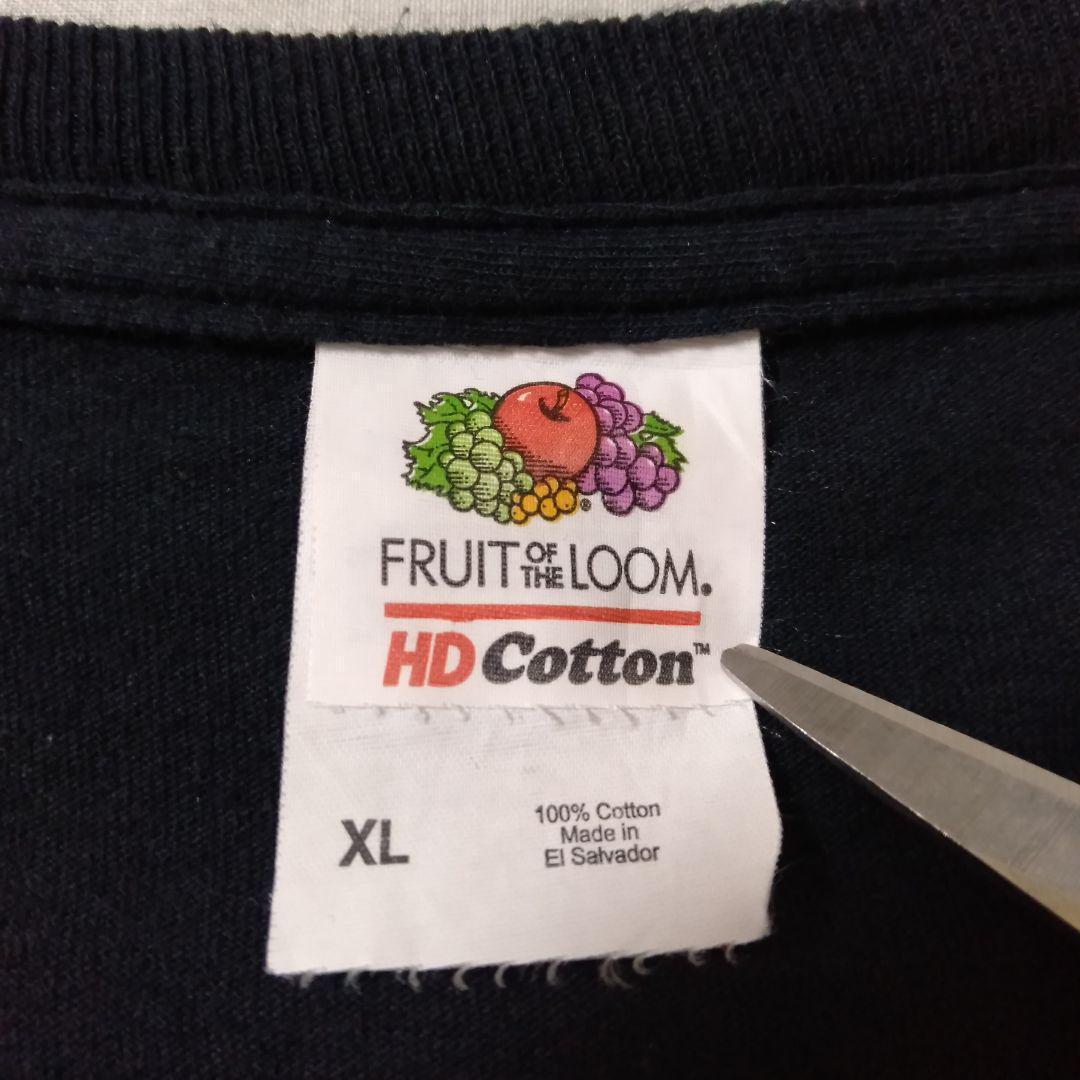 FRUIT OF THE LOOM.
HD Cotton™
XL
100% Cotton
Made in
El Salvador